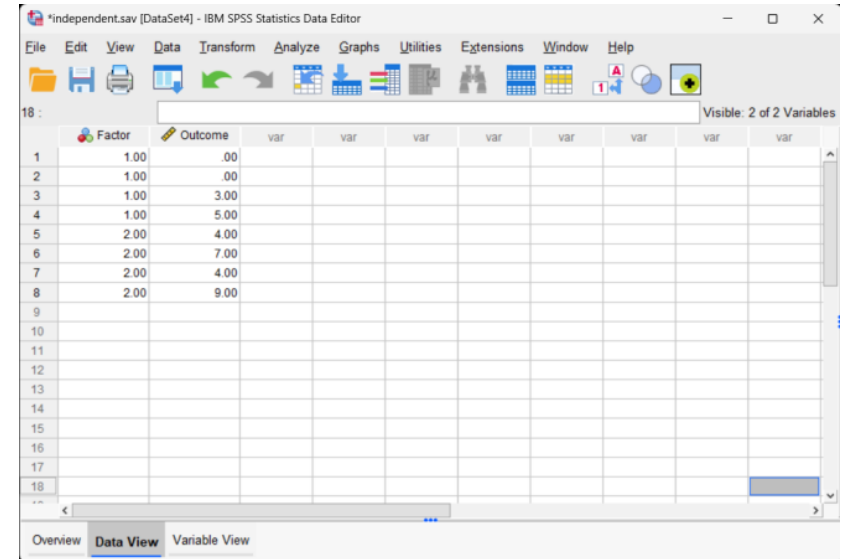 *independent.sav [DataSet4] - IBM SPSS Statistics Data Editor
File Edit View Data Transform Analyze Graphs Utilities Extensions Window Help
1 A
18 :
Visible: 2 of 2 Variables
Factor Outcome var var var var var var var var
1 1.00 .00
2 1.00 .00
3 1.00 3.00
4 1.00 5.00
5 2.00 4.00
6 2.00 7.00
7 2.00 4.00
8 2.00 9.00
9
10
11
12
13
14
15
16
17
18
Overview Data View Variable View